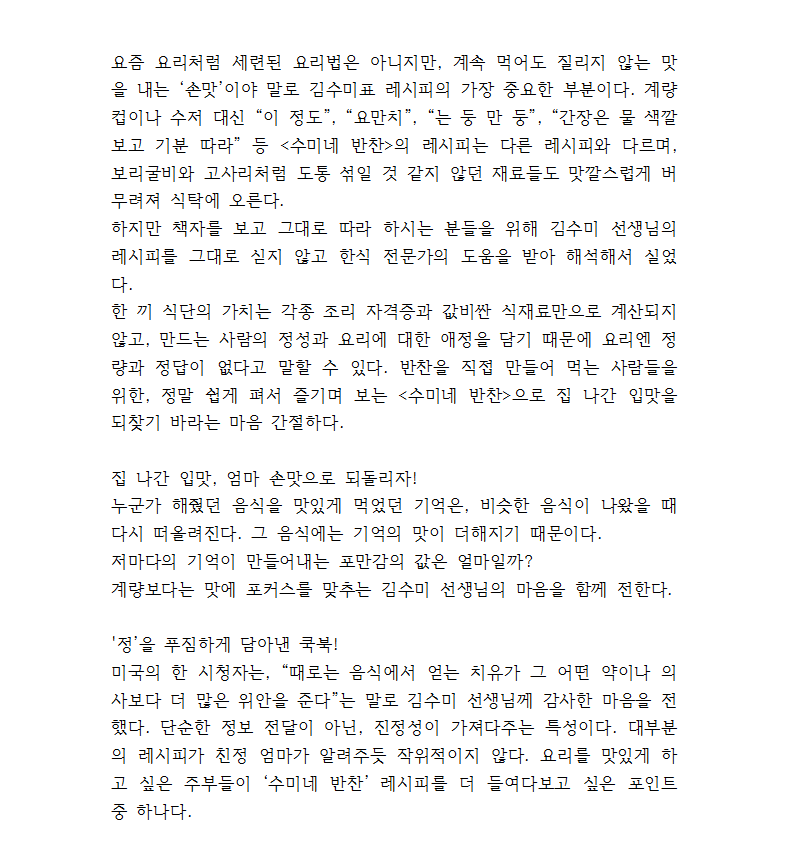 요즘 요리처럼 세련된 요리법은 아니지만, 계속 먹어도 질리지 않는 맛
을 내는 ‘손맛’이야 말로 김수미표 레시피의 가장 중요한 부분이다. 계량
컵이나 수저 대신 “이 정도”, “요만치”, “는 둥 만 둥”, “간장은 물 색깔
보고 기분 따라” 등 <수미네 반찬>의 레시피는 다른 레시피와 다르며,
보리굴비와 고사리처럼 도통 섞일 것 같지 않던 재료들도 맛깔스럽게 버
무려져 식탁에 오른다.
하지만 책자를 보고 그대로 따라 하시는 분들을 위해 김수미 선생님의
레시피를 그대로 싣지 않고 한식 전문가의 도움을 받아 해석해서 실었
다.
한 끼 식단의 가치는 각종 조리 자격증과 값비싼 식재료만으로 계산되지
않고, 만드는 사람의 정성과 요리에 대한 애정을 담기 때문에 요리엔 정
량과 정답이 없다고 말할 수 있다. 반찬을 직접 만들어 먹는 사람들을
위한, 정말 쉽게 펴서 즐기며 보는 <수미네 반찬>으로 집 나간 입맛을
되찾기 바라는 마음 간절하다.
집 나간 입맛, 엄마 손맛으로 되돌리자!
누군가 해줬던 음식을 맛있게 먹었던 기억은, 비슷한 음식이 나왔을 때
다시 떠올려진다. 그 음식에는 기억의 맛이 더해지기 때문이다.
저마다의 기억이 만들어내는 포만감의 값은 얼마일까?
계량보다는 맛에 포커스를 맞추는 김수미 선생님의 마음을 함께 전한다.
'정’을 푸짐하게 담아낸 쿡북!
미국의 한 시청자는, “때로는 음식에서 얻는 치유가 그 어떤 약이나 의
사보다 더 많은 위안을 준다”는 말로 김수미 선생님께 감사한 마음을 전
했다. 단순한 정보 전달이 아닌, 진정성이 가져다주는 특성이다. 대부분
의 레시피가 친정 엄마가 알려주듯 작위적이지 않다. 요리를 맛있게 하
고 싶은 주부들이 ‘수미네 반찬’ 레시피를 더 들여다보고 싶은 포인트
중 하나다.